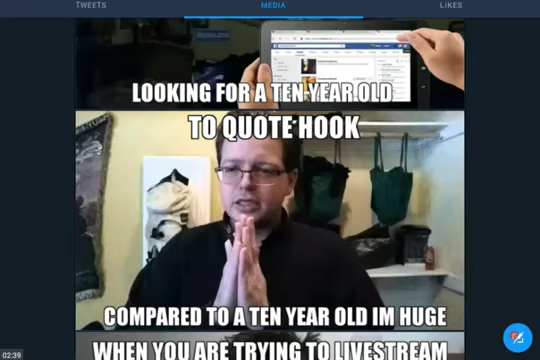 TWEETS
MEDIA
LIKES
LOOKING FOR A TEN YEAR OLD
TO QUOTE HOOK
COMPARED TO A TEN YEAR OLD IM HUGE
WHEN YOU ARE TRYING TO LIVESTREAM
02:39